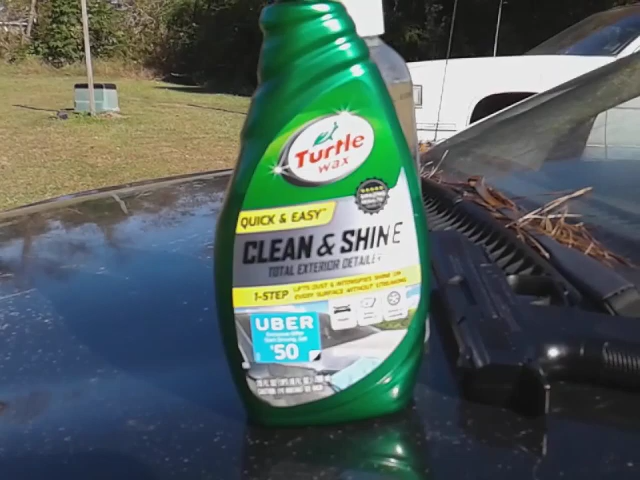 Turtle
wax
QUICK & EASY
CLEAN & SHINE
TOTAL EXTERIOR DETAILER
1-STEP
LIFTS DUST & INTENSIFIES SHINE ON
EVERY SURFACE WITHOUT STREAKING
UBER
$50